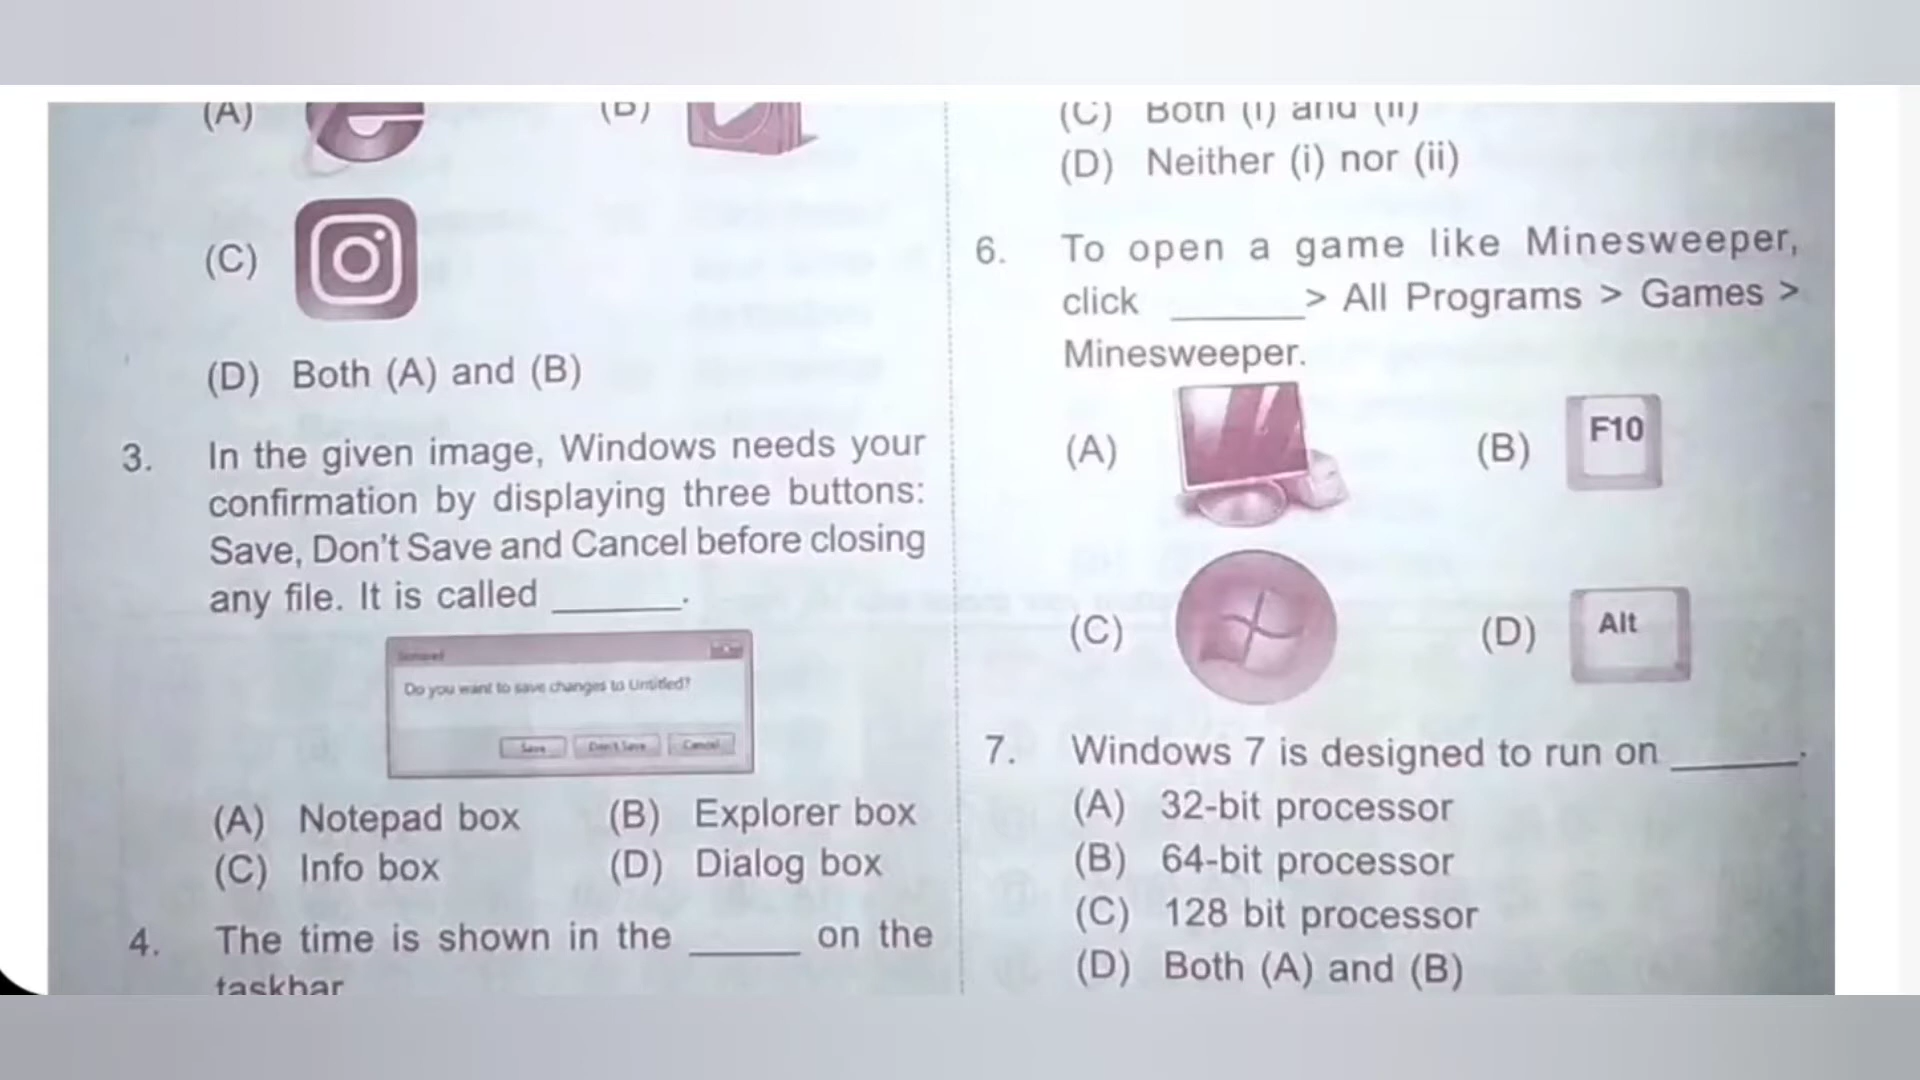 (A)
(B)
(C)
(D) Both (A) and (B)
3. In the given image, Windows needs your
confirmation by displaying three buttons:
Save, Don't Save and Cancel before closing
any file. It is called ______.
Do you want to save changes to Untitled?
Save Don't Save Cancel
(A) Notepad box (B) Explorer box
(C) Info box (D) Dialog box
4. The time is shown in the ______ on the
taskbar
(C) Both (i) and (ii)
(D) Neither (i) nor (ii)
6. To open a game like Minesweeper,
click ______> All Programs > Games >
Minesweeper.
(A) (B) F10
(C) (D) Alt
7. Windows 7 is designed to run on ______.
(A) 32-bit processor
(B) 64-bit processor
(C) 128 bit processor
(D) Both (A) and (B)